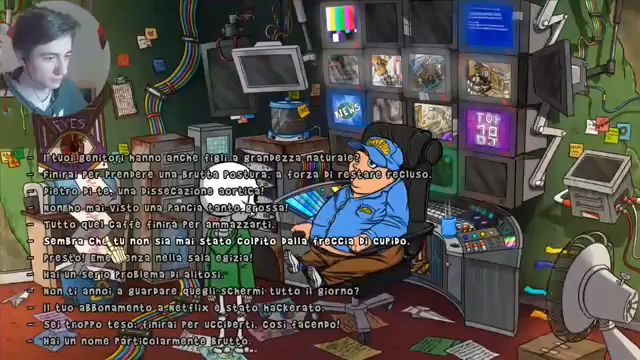 NEWS
TOP
10
DJ
EYES
- I tuoi genitori hanno anche figli a grandezza naturale?
- Finirai per prendere una brutta postura, a forza di restare recluso.
- Dietro di te, una dissecazione aortica!
- Non ho mai visto una pancia tanto grossa!
- Tutto quel caffè finirà per ammazzarti.
- Sembra che tu non sia mai stato colpito dalla freccia di Cupido.
- Presto! Emergenza nella sala egizia!
- Hai un serio problema di alitosi.
- Non ti annoi a guardare quegli schermi tutto il giorno?
- Il tuo abbonamento a Netflix è stato hackerato.
- Sei troppo teso: finirai per ucciderti, così facendo!
- Hai un nome particolarmente brutto.